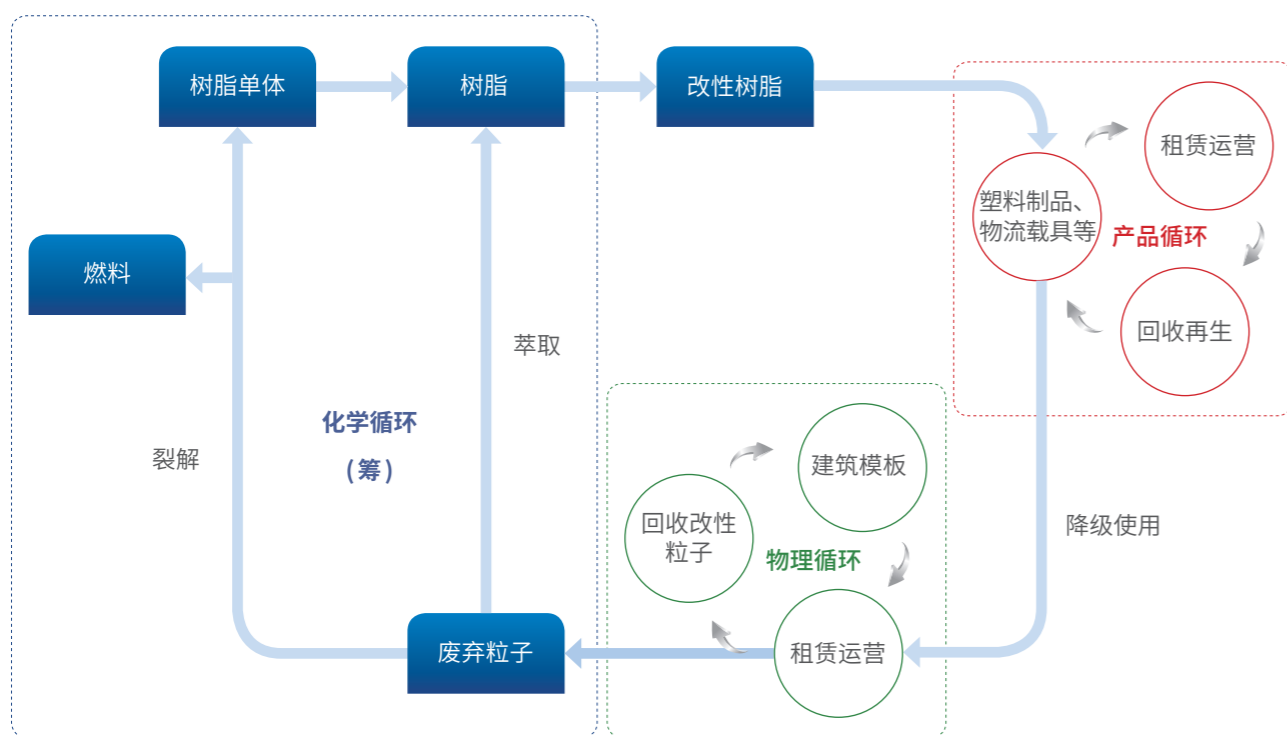 树脂单体
树脂
改性树脂
租赁运营
塑料制品、
物流载具等
产品循环
燃料
回收再生
萃取
化学循环
(筹)
裂解
建筑模板
回收改性
粒子
降级使用
物理循环
废弃粒子
租赁运营